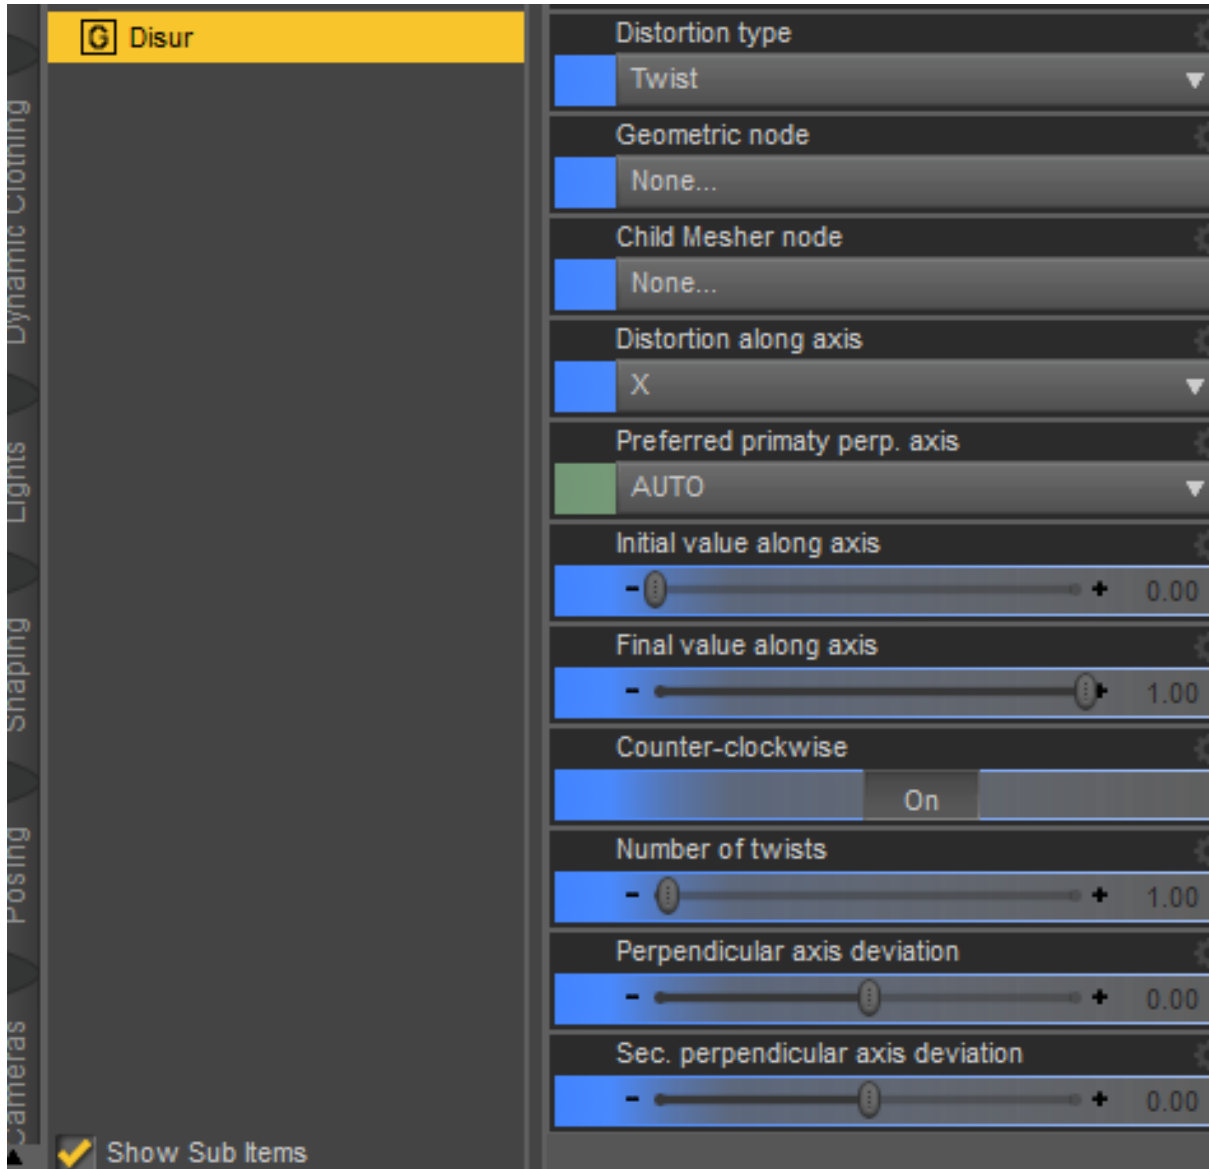 G Disur
Dynamic Clothing
Lights
Shaping
Posing
Cameras
Show Sub Items
Distortion type
Twist
Geometric node
None...
Child Mesher node
None...
Distortion along axis
X
Preferred primaty perp. axis
AUTO
Initial value along axis
- + 0.00
Final value along axis
- + 1.00
Counter-clockwise
On
Number of twists
- + 1.00
Perpendicular axis deviation
- + 0.00
Sec. perpendicular axis deviation
- + 0.00